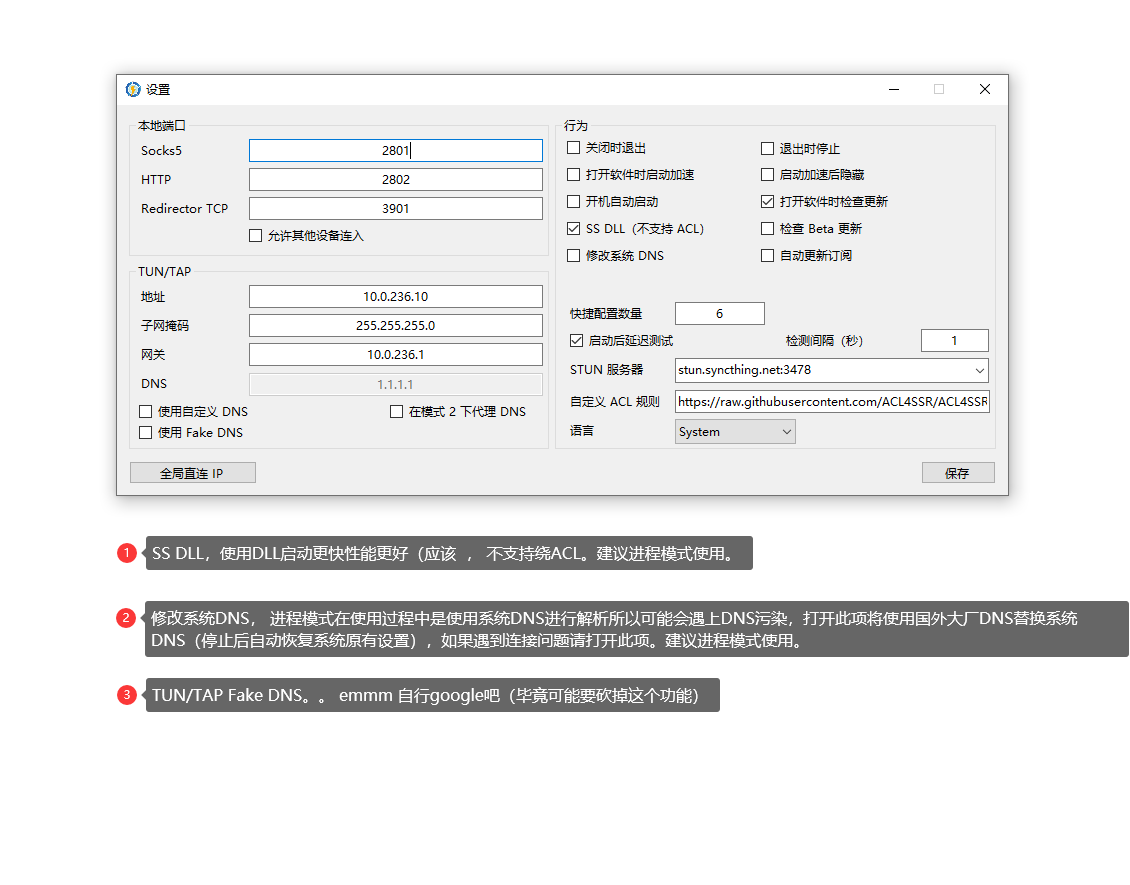 设置
本地端口
Socks5 2801
HTTP 2802
Redirector TCP 3901
允许其他设备连入
TUN/TAP
地址 10.0.236.10
子网掩码 255.255.255.0
网关 10.0.236.1
DNS 1.1.1.1
使用自定义 DNS 在模式 2 下代理 DNS
使用 Fake DNS
全局直连 IP
行为
关闭时退出 退出时停止
打开软件时启动加速 启动加速后隐藏
开机自动启动 打开软件时检查更新
SS DLL（不支持 ACL） 检查 Beta 更新
修改系统 DNS 自动更新订阅
快捷配置数量 6
启动后延迟测试 检测间隔（秒） 1
STUN 服务器 stun.syncthing.net:3478
自定义 ACL 规则 https://raw.githubusercontent.com/ACL4SSR/ACL4SSR
语言 System
保存
1 SS DLL，使用DLL启动更快性能更好（应该 ， 不支持绕ACL。建议进程模式使用。
2 修改系统DNS， 进程模式在使用过程中是使用系统DNS进行解析所以可能会遇上DNS污染，打开此项将使用国外大厂DNS替换系统
DNS（停止后自动恢复系统原有设置），如果遇到连接问题请打开此项。建议进程模式使用。
3 TUN/TAP Fake DNS。。 emmm 自行google吧（毕竟可能要砍掉这个功能）